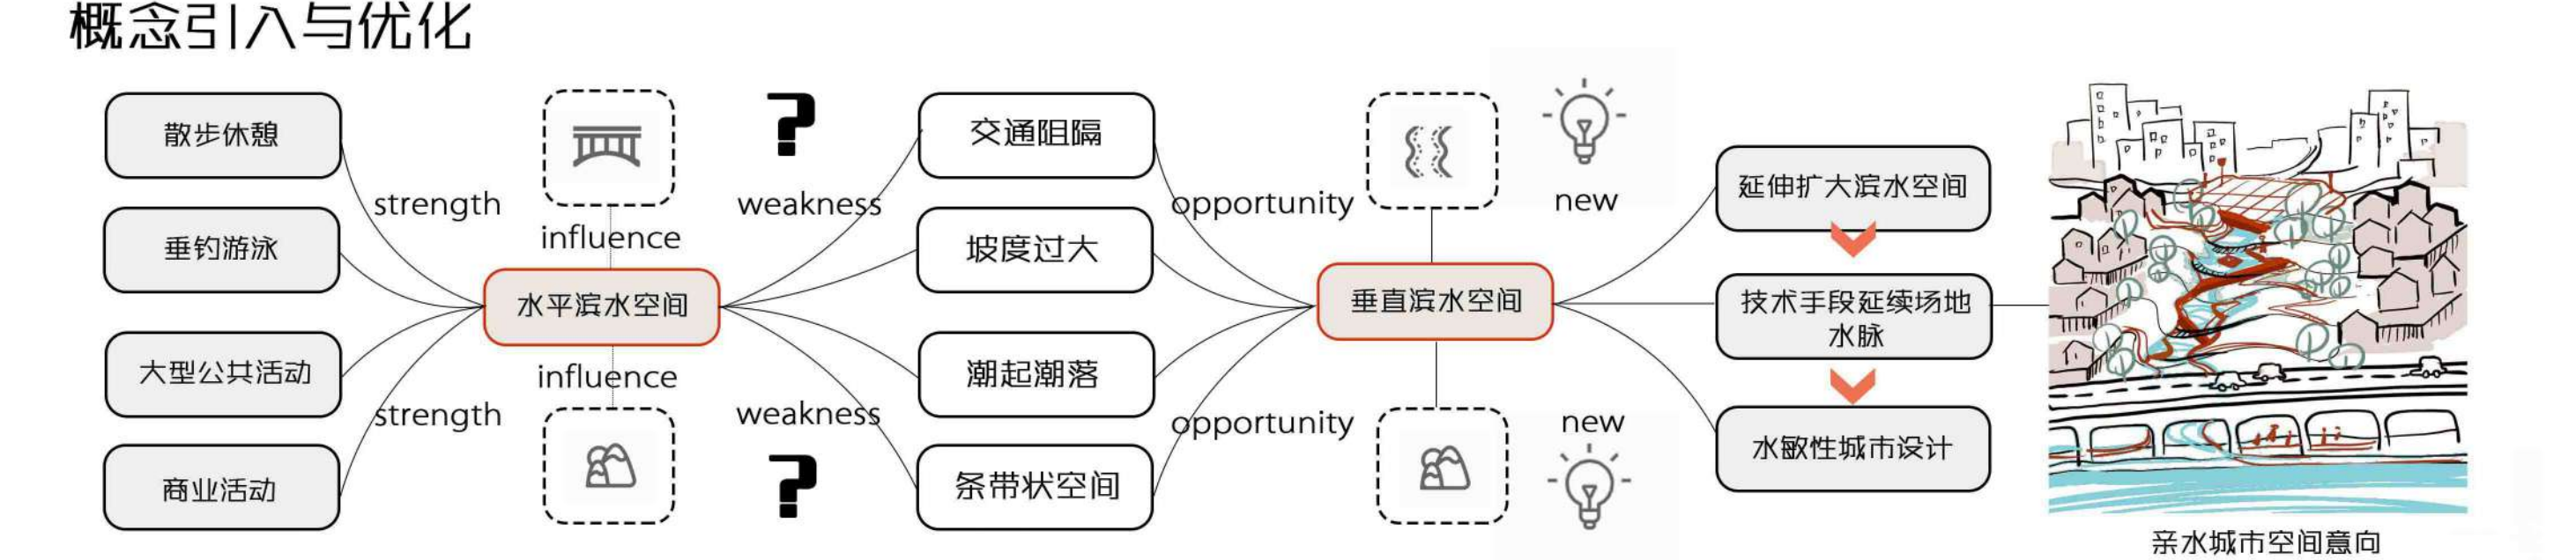 概念引入与优化
散步休憩
垂钓游泳
大型公共活动
商业活动
strength
strength
influence
水平滨水空间
influence
weakness
weakness
?
?
交通阻隔
坡度过大
潮起潮落
条带状空间
opportunity
opportunity
垂直滨水空间
new
new
延伸扩大滨水空间
技术手段延续场地
水脉
水敏性城市设计
亲水城市空间意向